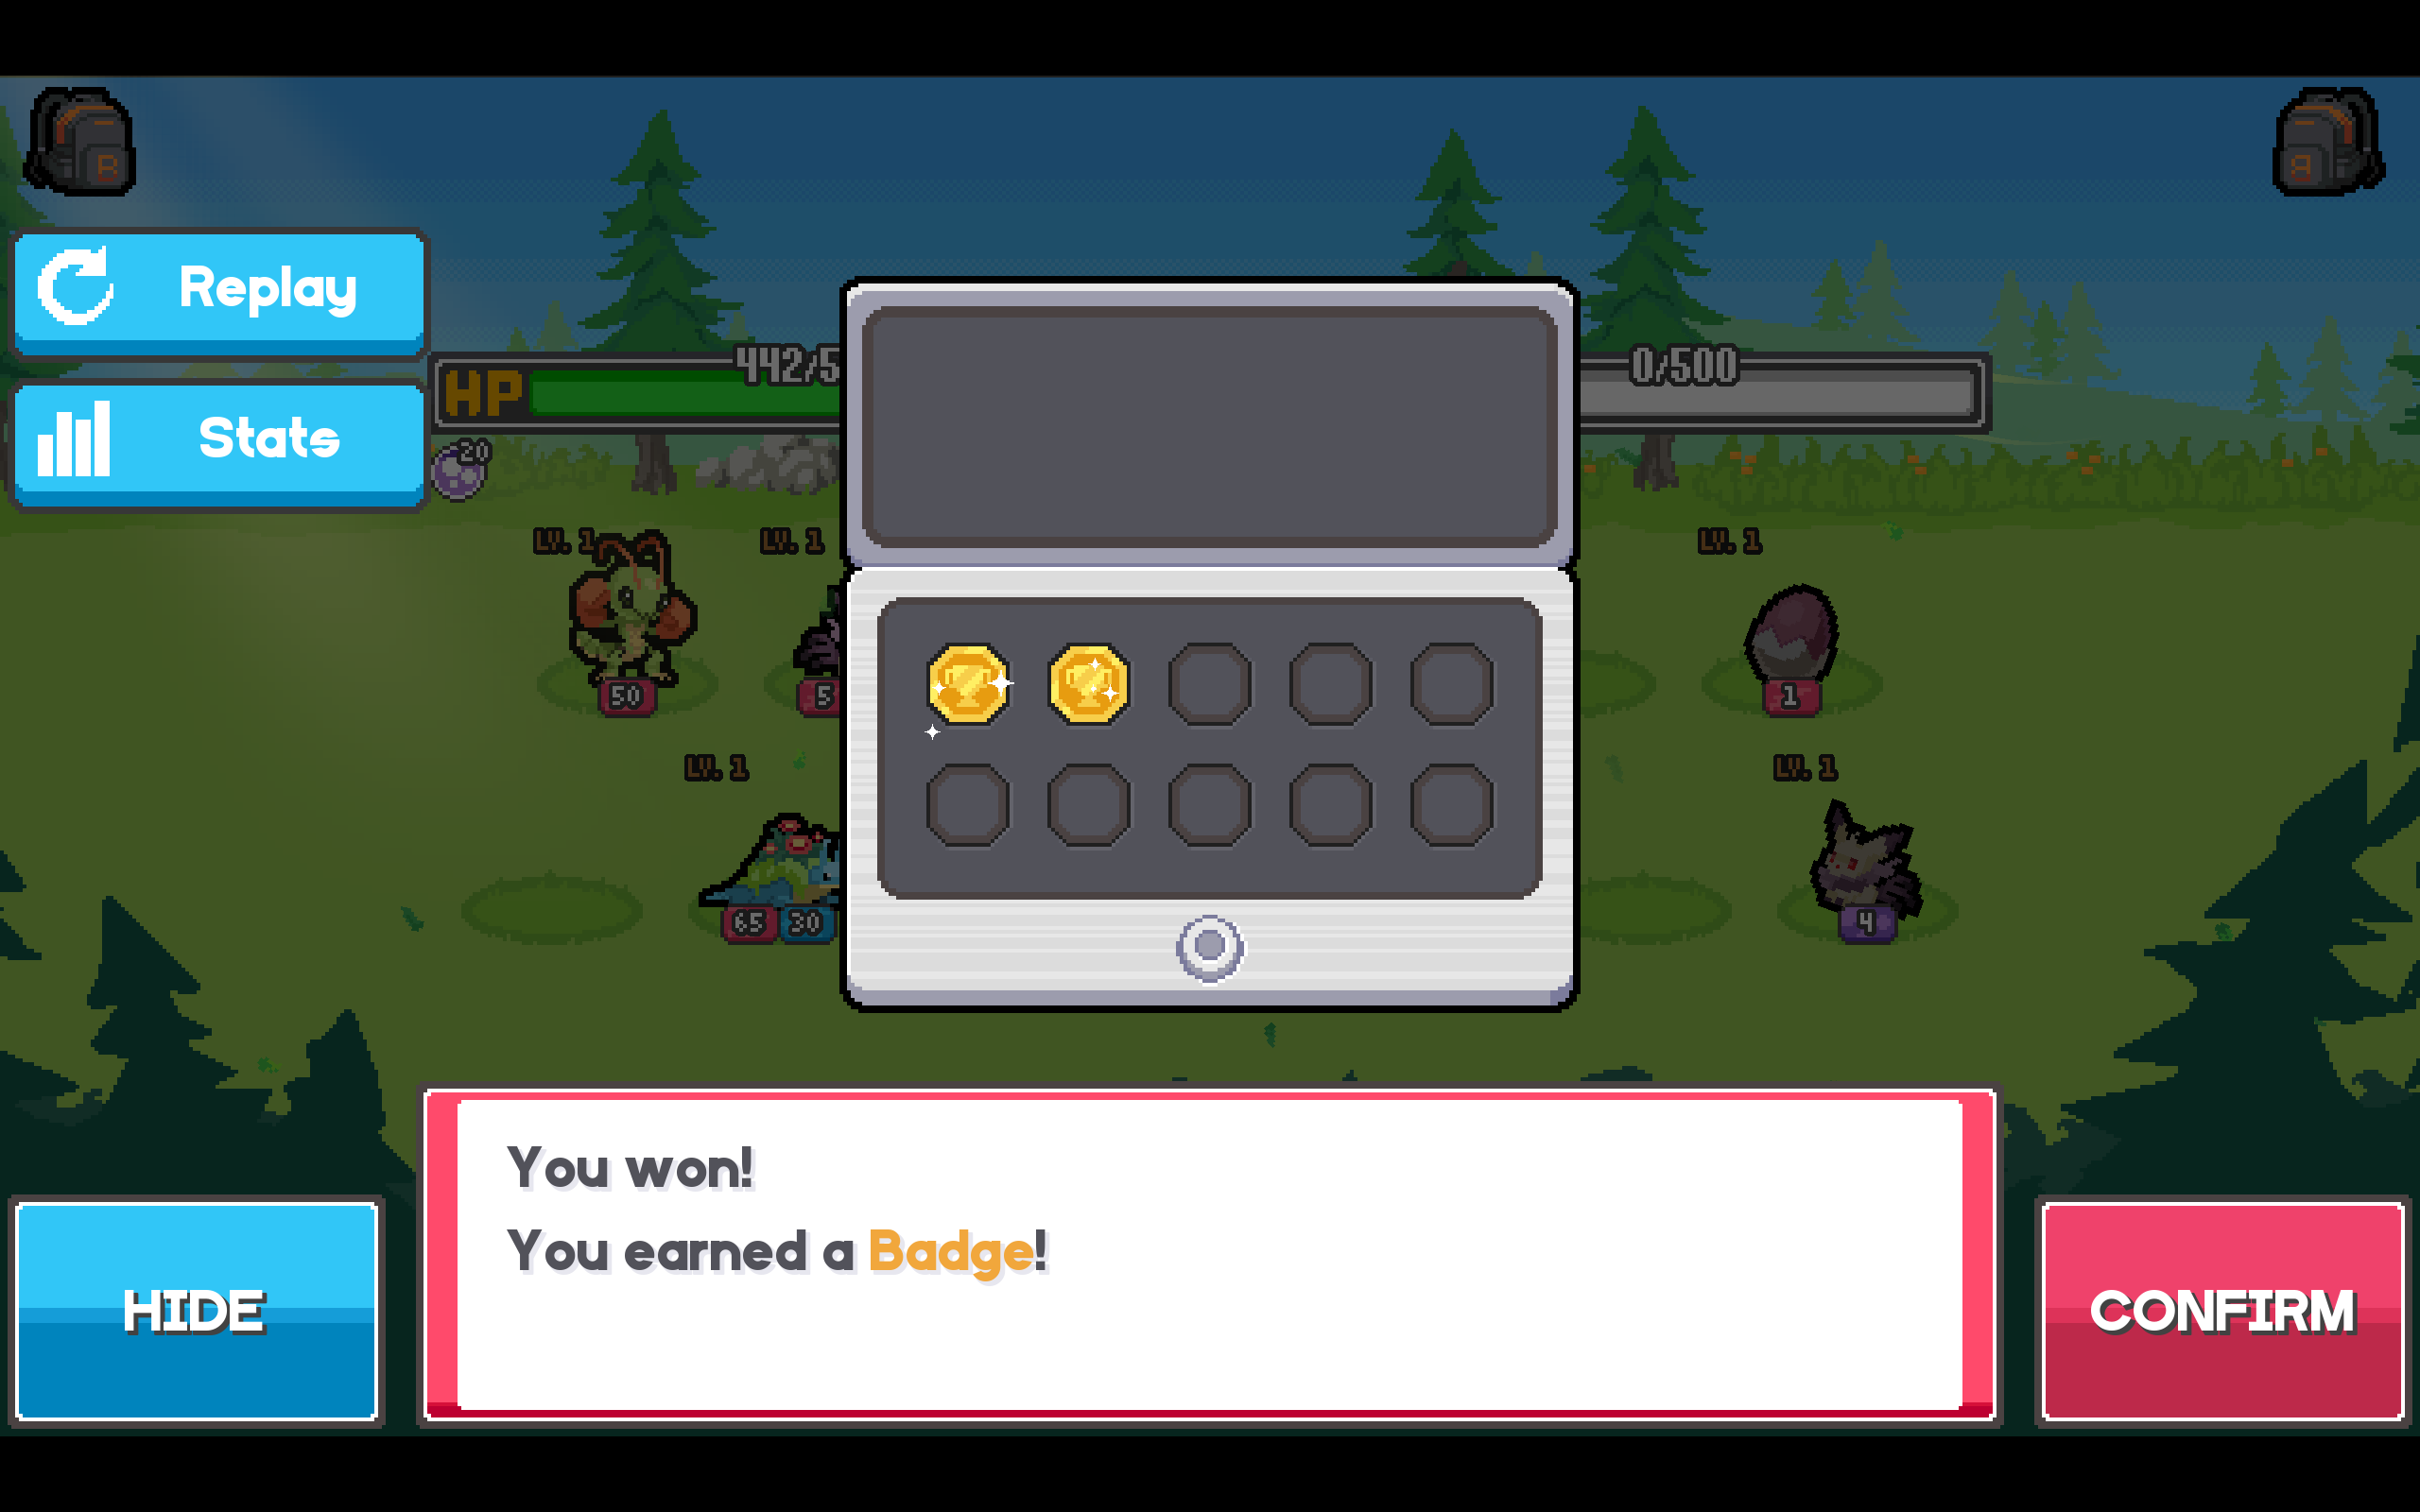 Replay
442/5
0/500
HP
Stats
20
LV. 1
LV. 1
LV. 1
50
5
1
LV. 1
LV. 1
65
30
4
You won!
You earned a Badge!
HIDE
CONFIRM